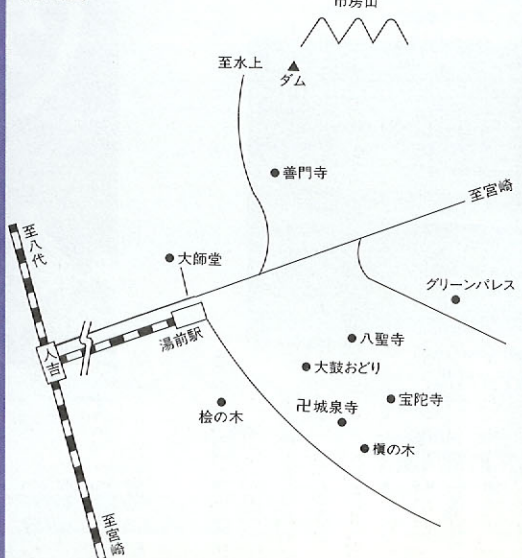 市房山
至水上
ダム
善門寺
至宮崎
至八代
大師堂
グリーンパレス
人吉
湯前駅
八聖寺
大鼓おどり
桧の木
卍城泉寺
宝陀寺
槇の木
至宮崎